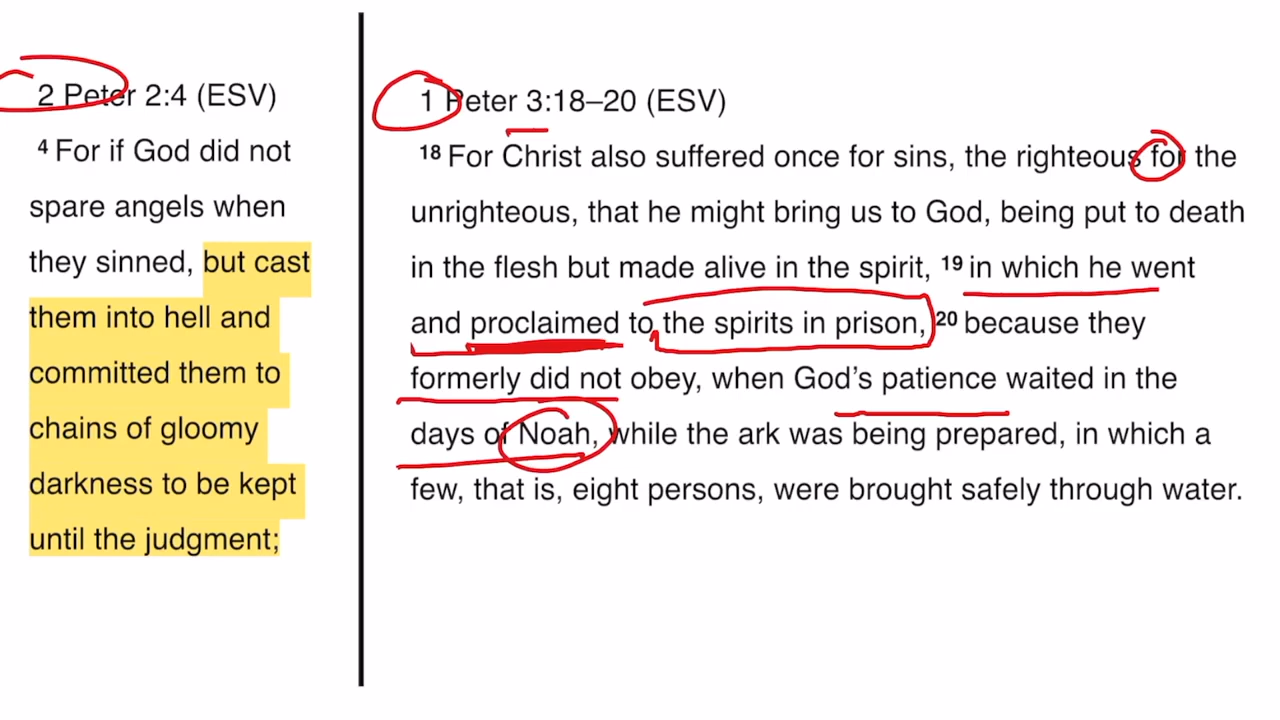 2 Peter 2:4 (ESV)
4 For if God did not
spare angels when
they sinned, but cast
them into hell and
committed them to
chains of gloomy
darkness to be kept
until the judgment;
1 Peter 3:18–20 (ESV)
18 For Christ also suffered once for sins, the righteous for the
unrighteous, that he might bring us to God, being put to death
in the flesh but made alive in the spirit, 19 in which he went
and proclaimed to the spirits in prison, 20 because they
formerly did not obey, when God’s patience waited in the
days of Noah, while the ark was being prepared, in which a
few, that is, eight persons, were brought safely through water.